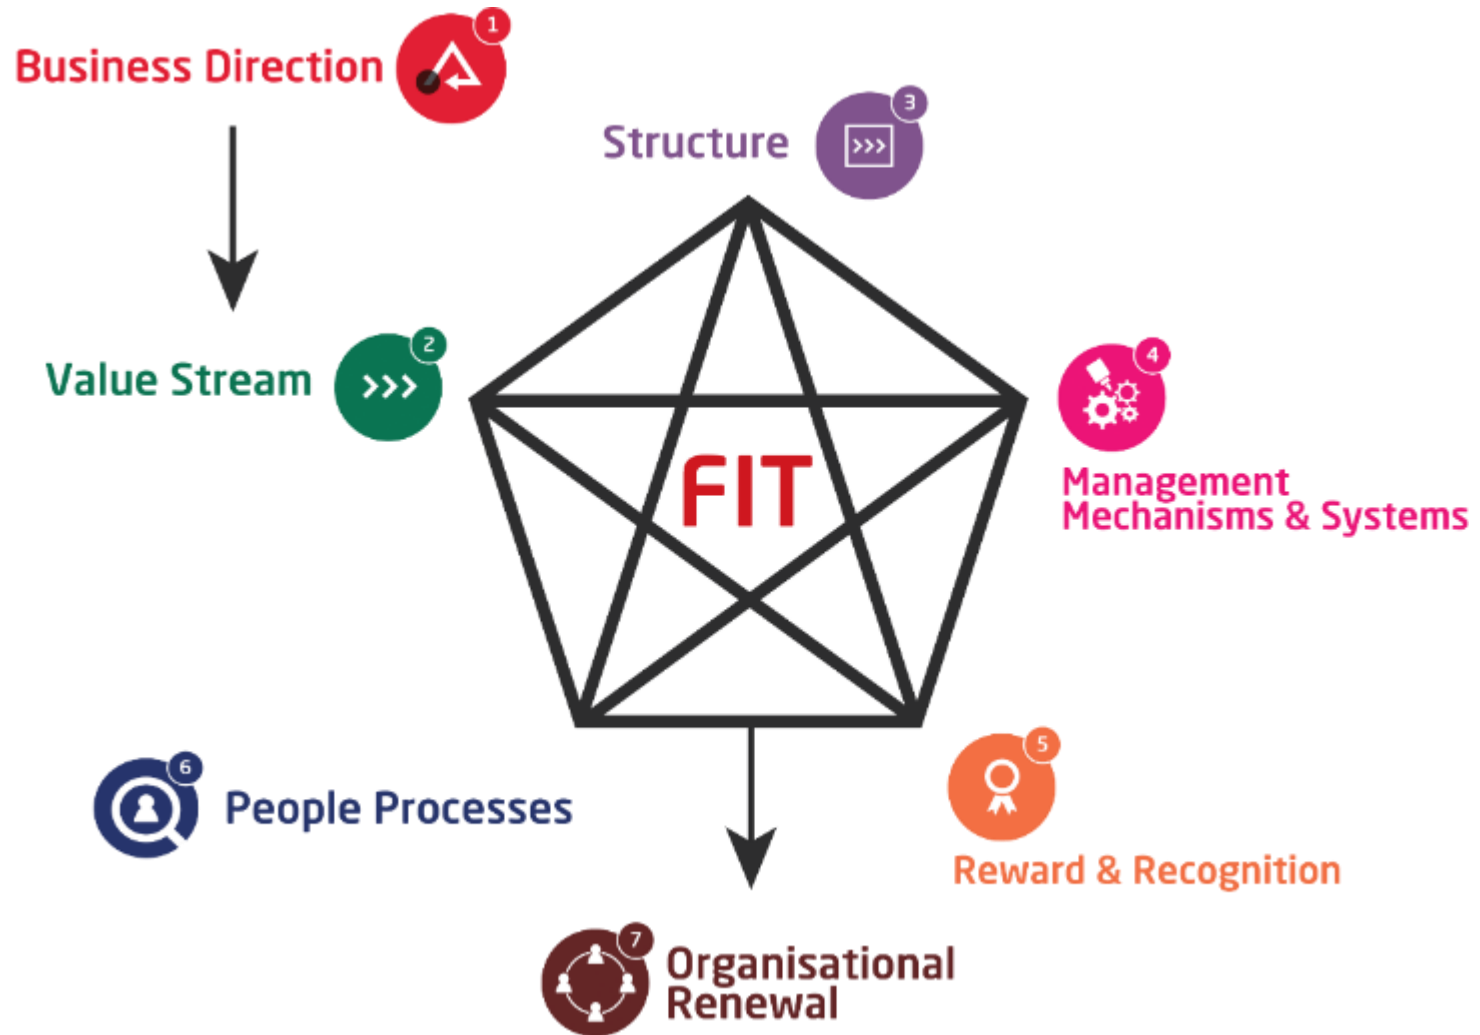 Business Direction
1
Structure
3
Value Stream
2
>>>
FIT
4
Management
Mechanisms & Systems
6
People Processes
5
Reward & Recognition
7
Organisational
Renewal